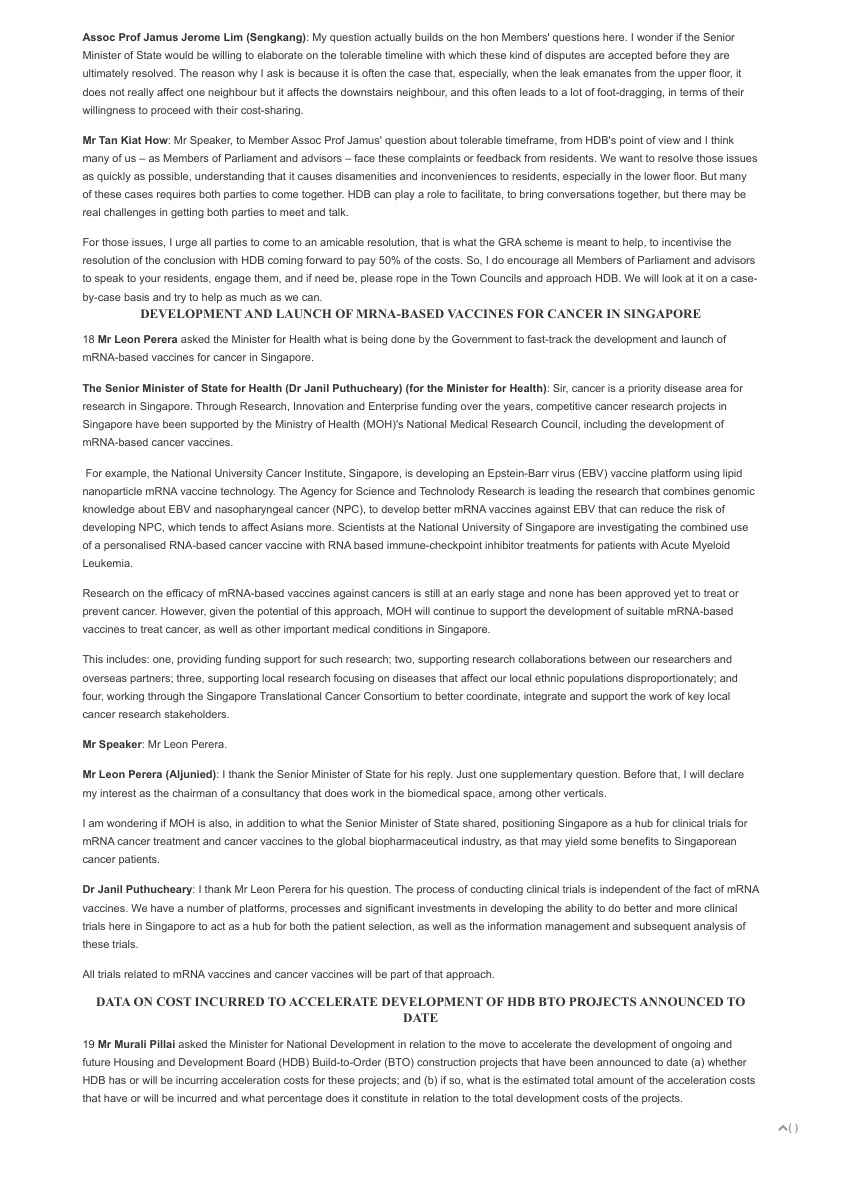 Assoc Prof Jamus Jerome Lim (Sengkang): My question actually builds on the hon Members' questions here. I wonder if the Senior
Minister of State would be willing to elaborate on the tolerable timeline with which these kind of disputes are accepted before they are
ultimately resolved. The reason why I ask is because it is often the case that, especially, when the leak emanates from the upper floor, it
does not really affect one neighbour but it affects the downstairs neighbour, and this often leads to a lot of foot-dragging, in terms of their
willingness to proceed with their cost-sharing.
Mr Tan Kiat How: Mr Speaker, to Member Assoc Prof Jamus' question about tolerable timeframe, from HDB's point of view and I think
many of us – as Members of Parliament and advisors – face these complaints or feedback from residents. We want to resolve those issues
as quickly as possible, understanding that it causes disamenities and inconveniences to residents, especially in the lower floor. But many
of these cases requires both parties to come together. HDB can play a role to facilitate, to bring conversations together, but there may be
real challenges in getting both parties to meet and talk.
For those issues, I urge all parties to come to an amicable resolution, that is what the GRA scheme is meant to help, to incentivise the
resolution of the conclusion with HDB coming forward to pay 50% of the costs. So, I do encourage all Members of Parliament and advisors
to speak to your residents, engage them, and if need be, please rope in the Town Councils and approach HDB. We will look at it on a case-
by-case basis and try to help as much as we can.
DEVELOPMENT AND LAUNCH OF MRNA-BASED VACCINES FOR CANCER IN SINGAPORE
18 Mr Leon Perera asked the Minister for Health what is being done by the Government to fast-track the development and launch of
mRNA-based vaccines for cancer in Singapore.
The Senior Minister of State for Health (Dr Janil Puthucheary) (for the Minister for Health): Sir, cancer is a priority disease area for
research in Singapore. Through Research, Innovation and Enterprise funding over the years, competitive cancer research projects in
Singapore have been supported by the Ministry of Health (MOH)'s National Medical Research Council, including the development of
mRNA-based cancer vaccines.
For example, the National University Cancer Institute, Singapore, is developing an Epstein-Barr virus (EBV) vaccine platform using lipid
nanoparticle mRNA vaccine technology. The Agency for Science and Technolody Research is leading the research that combines genomic
knowledge about EBV and nasopharyngeal cancer (NPC), to develop better mRNA vaccines against EBV that can reduce the risk of
developing NPC, which tends to affect Asians more. Scientists at the National University of Singapore are investigating the combined use
of a personalised RNA-based cancer vaccine with RNA based immune-checkpoint inhibitor treatments for patients with Acute Myeloid
Leukemia.
Research on the efficacy of mRNA-based vaccines against cancers is still at an early stage and none has been approved yet to treat or
prevent cancer. However, given the potential of this approach, MOH will continue to support the development of suitable mRNA-based
vaccines to treat cancer, as well as other important medical conditions in Singapore.
This includes: one, providing funding support for such research; two, supporting research collaborations between our researchers and
overseas partners; three, supporting local research focusing on diseases that affect our local ethnic populations disproportionately; and
four, working through the Singapore Translational Cancer Consortium to better coordinate, integrate and support the work of key local
cancer research stakeholders.
Mr Speaker: Mr Leon Perera.
Mr Leon Perera (Aljunied): I thank the Senior Minister of State for his reply. Just one supplementary question. Before that, I will declare
my interest as the chairman of a consultancy that does work in the biomedical space, among other verticals.
I am wondering if MOH is also, in addition to what the Senior Minister of State shared, positioning Singapore as a hub for clinical trials for
mRNA cancer treatment and cancer vaccines to the global biopharmaceutical industry, as that may yield some benefits to Singaporean
cancer patients.
Dr Janil Puthucheary: I thank Mr Leon Perera for his question. The process of conducting clinical trials is independent of the fact of mRNA
vaccines. We have a number of platforms, processes and significant investments in developing the ability to do better and more clinical
trials here in Singapore to act as a hub for both the patient selection, as well as the information management and subsequent analysis of
these trials.
All trials related to mRNA vaccines and cancer vaccines will be part of that approach.
DATA ON COST INCURRED TO ACCELERATE DEVELOPMENT OF HDB BTO PROJECTS ANNOUNCED TO
DATE
19 Mr Murali Pillai asked the Minister for National Development in relation to the move to accelerate the development of ongoing and
future Housing and Development Board (HDB) Build-to-Order (BTO) construction projects that have been announced to date (a) whether
HDB has or will be incurring acceleration costs for these projects; and (b) if so, what is the estimated total amount of the acceleration costs
that have or will be incurred and what percentage does it constitute in relation to the total development costs of the projects.
( )